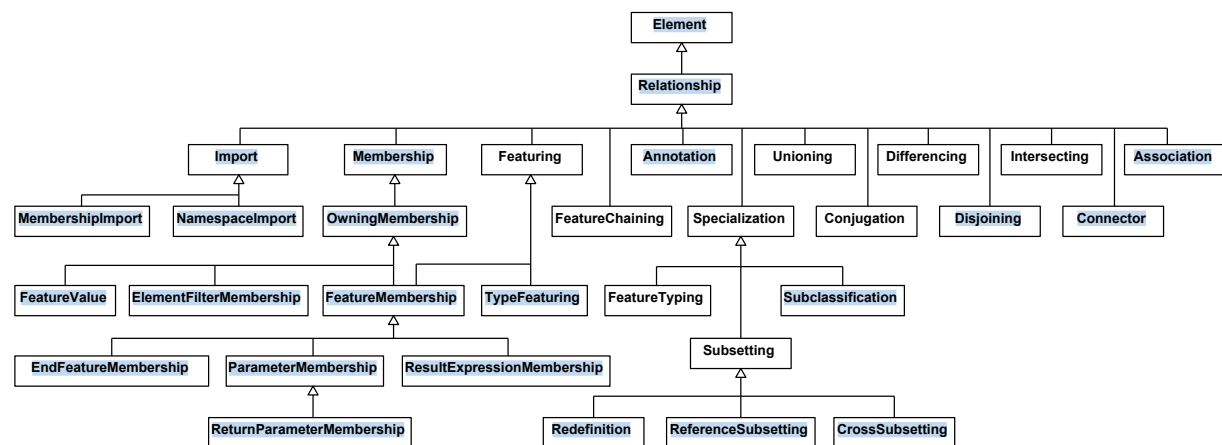 Element
Relationship
Import
Membership
Featuring
Annotation
Unioning
Differencing
Intersecting
Association
MembershipImport
NamespaceImport
OwningMembership
FeatureChaining
Specialization
Conjugation
Disjoining
Connector
FeatureValue
ElementFilterMembership
FeatureMembership
TypeFeaturing
FeatureTyping
Subclassification
EndFeatureMembership
ParameterMembership
ResultExpressionMembership
Subsetting
ReturnParameterMembership
Redefinition
ReferenceSubsetting
CrossSubsetting